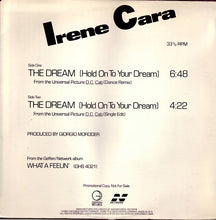 Irene Cara
33⅓ RPM
Side One
THE DREAM (Hold On To Your Dream) 6:48
From the Universal Picture D.C. Cab (Dance Remix)
Side Two
THE DREAM (Hold On To Your Dream) 4:22
From the Universal Picture D.C. Cab (Single Edit)
PRODUCED BY GIORGIO MORODER
From the Geffen/Network album
WHAT A FEELIN' (GHS 4021)
Promotional Copy. Not For Sale